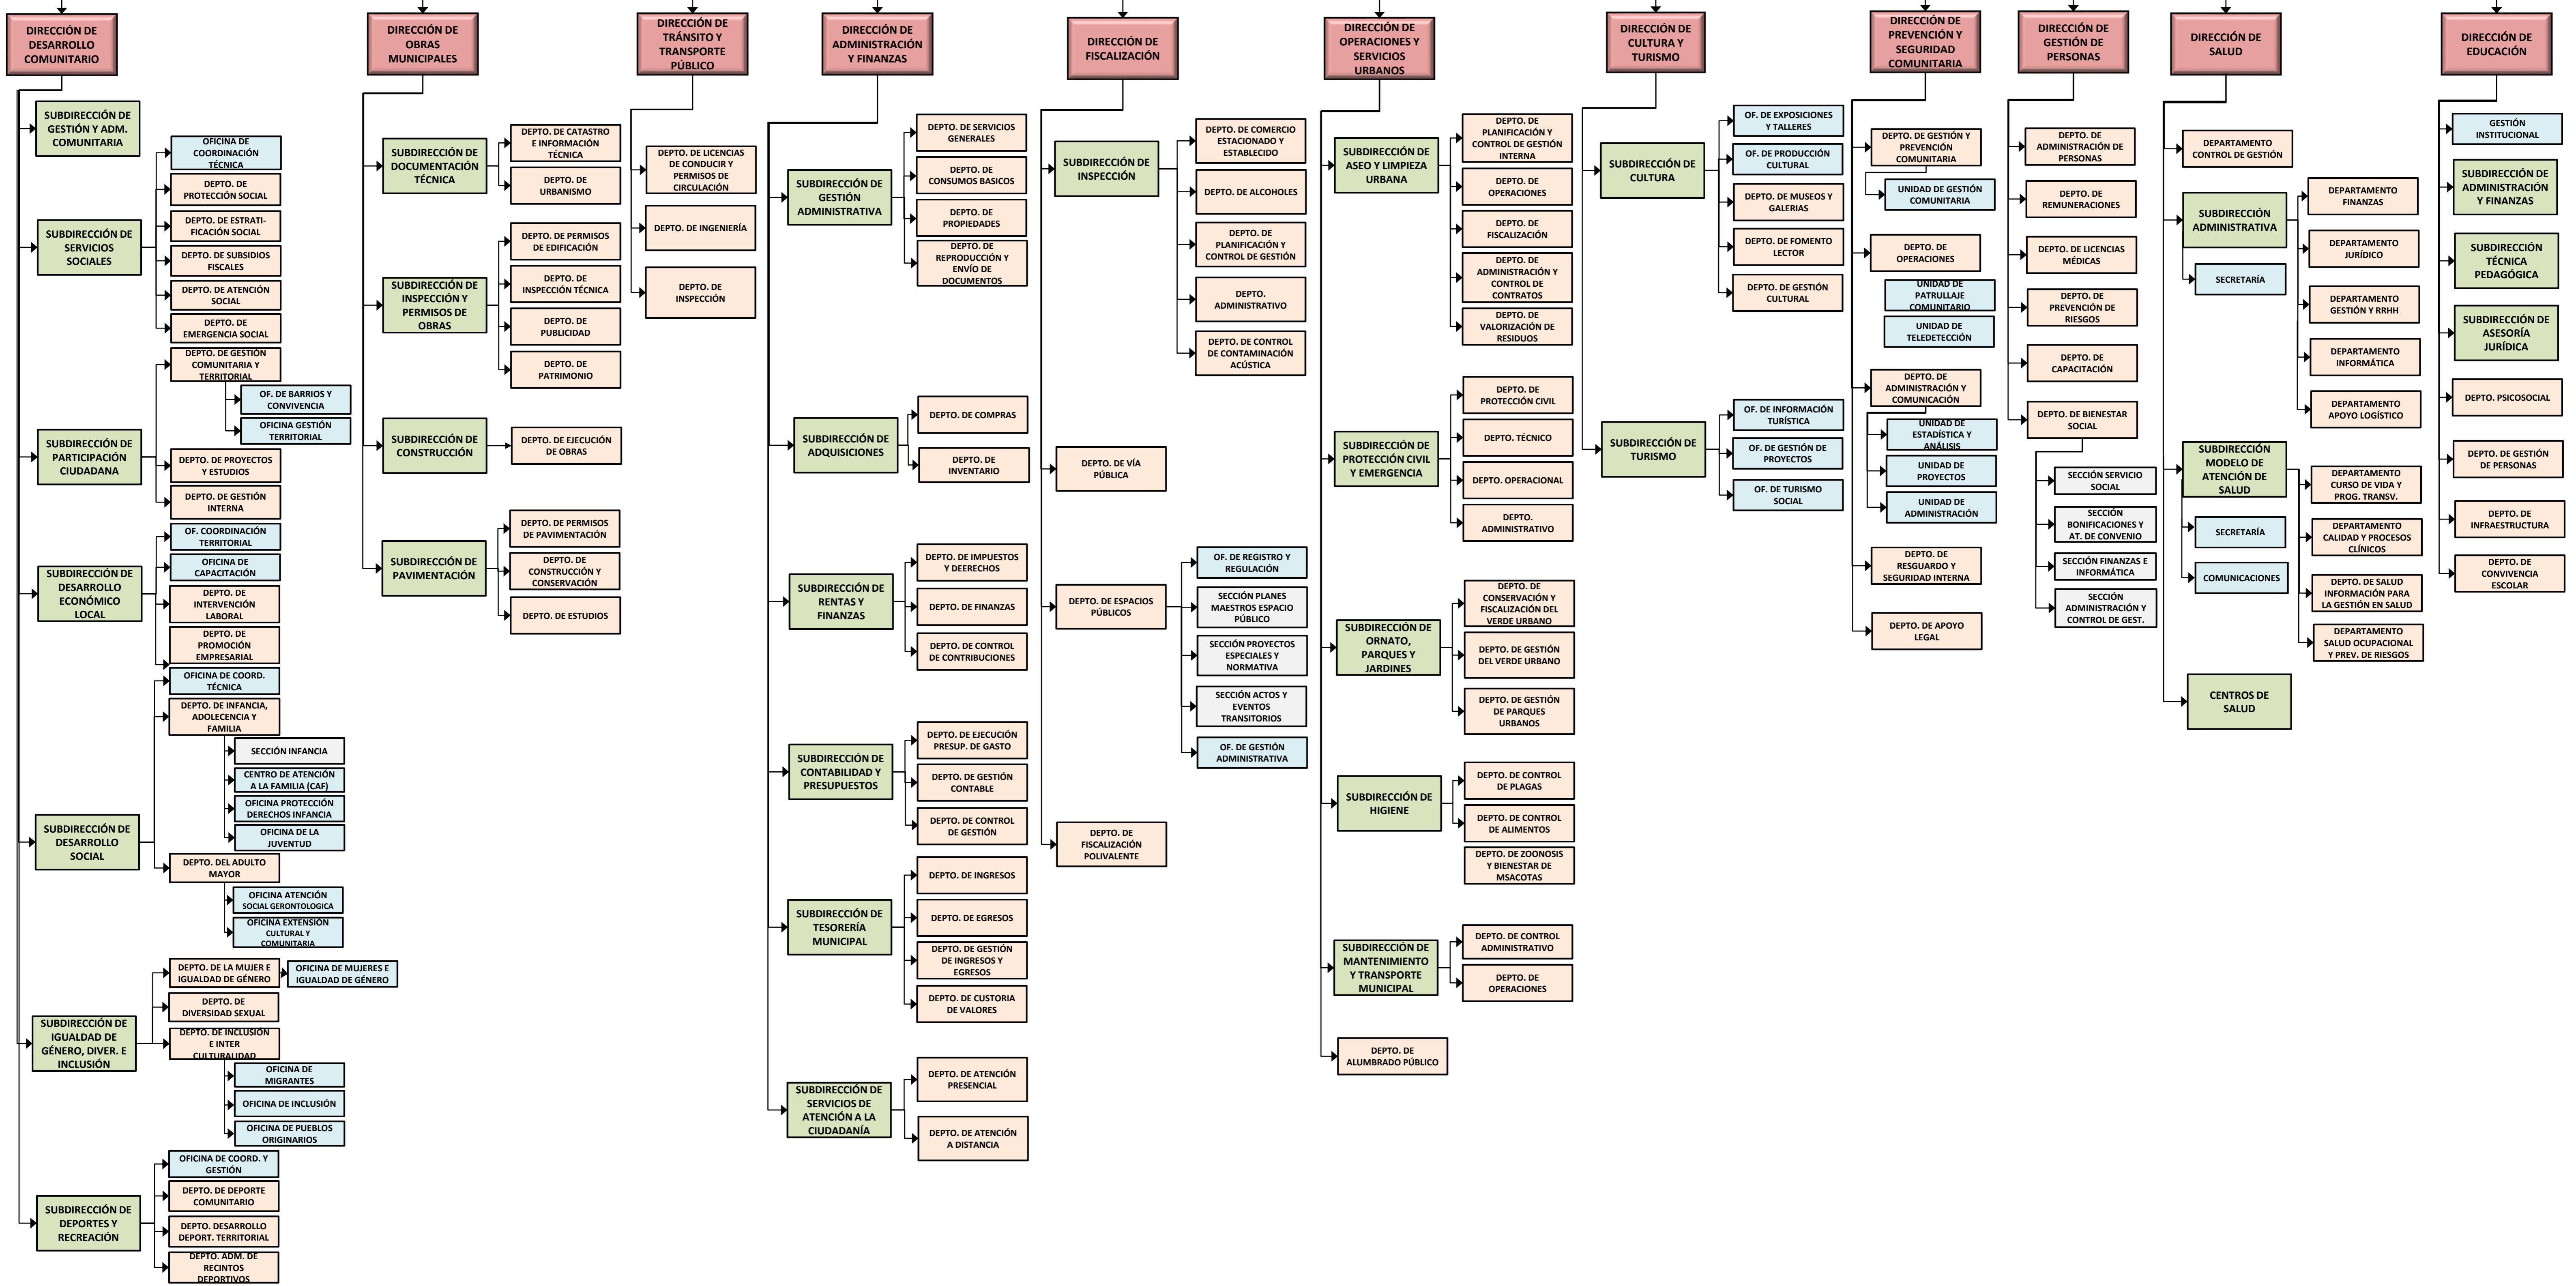 DIRECCIÓN DE
DESARROLLO
COMUNITARIO
SUBDIRECCIÓN DE
GESTIÓN Y ADM.
COMUNITARIA
SUBDIRECCIÓN DE
SERVICIOS
SOCIALES
OFICINA DE
COORDINACIÓN
TÉCNICA
DEPTO. DE
PROTECCIÓN SOCIAL
DEPTO. DE ESTRATI-
FICACIÓN SOCIAL
DEPTO. DE SUBSIDIOS
FISCALES
DEPTO. DE ATENCIÓN
SOCIAL
DEPTO. DE
EMERGENCIA SOCIAL
SUBDIRECCIÓN DE
PARTICIPACIÓN
CIUDADANA
DEPTO. DE GESTIÓN
COMUNITARIA Y
TERRITORIAL
OF. DE BARRIOS Y
CONVIVENCIA
OFICINA GESTIÓN
TERRITORIAL
DEPTO. DE PROYECTOS
Y ESTUDIOS
DEPTO. DE GESTIÓN
INTERNA
SUBDIRECCIÓN DE
DESARROLLO
ECONÓMICO
LOCAL
OF. COORDINACIÓN
TERRITORIAL
OFICINA DE
CAPACITACIÓN
DEPTO. DE
INTERVENCIÓN
LABORAL
DEPTO. DE
PROMOCIÓN
EMPRESARIAL
SUBDIRECCIÓN DE
DESARROLLO
SOCIAL
OFICINA DE COORD.
TÉCNICA
DEPTO. DE INFANCIA,
ADOLECENCIA Y
FAMILIA
SECCIÓN INFANCIA
CENTRO DE ATENCIÓN
A LA FAMILIA (CAF)
OFICINA PROTECCIÓN
DERECHOS INFANCIA
OFICINA DE LA
JUVENTUD
DEPTO. DEL ADULTO
MAYOR
OFICINA ATENCIÓN
SOCIAL GERONTOLOGICA
OFICINA EXTENSIÓN
CULTURAL Y
COMUNITARIA
SUBDIRECCIÓN DE
IGUALDAD DE
GÉNERO, DIVER. E
INCLUSIÓN
DEPTO. DE LA MUJER E
IGUALDAD DE GÉNERO
OFICINA DE MUJERES E
IGUALDAD DE GÉNERO
DEPTO. DE
DIVERSIDAD SEXUAL
DEPTO. DE INCLUSIÓN
E INTER
CULTURALIDAD
OFICINA DE
MIGRANTES
OFICINA DE INCLUSIÓN
OFICINA DE PUEBLOS
ORIGINARIOS
SUBDIRECCIÓN DE
DEPORTES Y
RECREACIÓN
OFICINA DE COORD. Y
GESTIÓN
DEPTO. DE DEPORTE
COMUNITARIO
DEPTO. DESARROLLO
DEPORT. TERRITORIAL
DEPTO. ADM. DE
RECINTOS
DEPORTIVOS
DIRECCIÓN DE
OBRAS
MUNICIPALES
SUBDIRECCIÓN DE
DOCUMENTACIÓN
TÉCNICA
DEPTO. DE CATASTRO
E INFORMACIÓN
TÉCNICA
DEPTO. DE
URBANISMO
SUBDIRECCIÓN DE
INSPECCIÓN Y
PERMISOS DE
OBRAS
DEPTO. DE PERMISOS
DE EDIFICACIÓN
DEPTO. DE
INSPECCIÓN TÉCNICA
DEPTO. DE
PUBLICIDAD
DEPTO. DE
PATRIMONIO
SUBDIRECCIÓN DE
CONSTRUCCIÓN
DEPTO. DE EJECUCIÓN
DE OBRAS
SUBDIRECCIÓN DE
PAVIMENTACIÓN
DEPTO. DE PERMISOS
DE PAVIMENTACIÓN
DEPTO. DE
CONSTRUCCIÓN Y
CONSERVACIÓN
DEPTO. DE ESTUDIOS
DIRECCIÓN DE
TRÁNSITO Y
TRANSPORTE
PÚBLICO
DEPTO. DE LICENCIAS
DE CONDUCIR Y
PERMISOS DE
CIRCULACIÓN
DEPTO. DE INGENIERÍA
DEPTO. DE
INSPECCIÓN
DIRECCIÓN DE
ADMINISTRACIÓN
Y FINANZAS
SUBDIRECCIÓN DE
GESTIÓN
ADMINISTRATIVA
DEPTO. DE SERVICIOS
GENERALES
DEPTO. DE
CONSUMOS BASICOS
DEPTO. DE
PROPIEDADES
DEPTO. DE
REPRODUCCIÓN Y
ENVÍO DE
DOCUMENTOS
SUBDIRECCIÓN DE
ADQUISICIONES
DEPTO. DE COMPRAS
DEPTO. DE
INVENTARIO
SUBDIRECCIÓN DE
RENTAS Y
FINANZAS
DEPTO. DE IMPUESTOS
Y DEERECHOS
DEPTO. DE FINANZAS
DEPTO. DE CONTROL
DE CONTRIBUCIONES
SUBDIRECCIÓN DE
CONTABILIDAD Y
PRESUPUESTOS
DEPTO. DE EJECUCIÓN
PRESUP. DE GASTO
DEPTO. DE GESTIÓN
CONTABLE
DEPTO. DE CONTROL
DE GESTIÓN
SUBDIRECCIÓN DE
TESORERÍA
MUNICIPAL
DEPTO. DE INGRESOS
DEPTO. DE EGRESOS
DEPTO. DE GESTIÓN
DE INGRESOS Y
EGRESOS
DEPTO. DE CUSTORIA
DE VALORES
SUBDIRECCIÓN DE
SERVICIOS DE
ATENCIÓN A LA
CIUDADANÍA
DEPTO. DE ATENCIÓN
PRESENCIAL
DEPTO. DE ATENCIÓN
A DISTANCIA
DIRECCIÓN DE
FISCALIZACIÓN
SUBDIRECCIÓN DE
INSPECCIÓN
DEPTO. DE COMERCIO
ESTACIONADO Y
ESTABLECIDO
DEPTO. DE ALCOHOLES
DEPTO. DE
PLANIFICACIÓN Y
CONTROL DE GESTIÓN
DEPTO.
ADMINISTRATIVO
DEPTO. DE CONTROL
DE CONTAMINACIÓN
ACÚSTICA
DEPTO. DE VÍA
PÚBLICA
DEPTO. DE ESPACIOS
PÚBLICOS
OF. DE REGISTRO Y
REGULACIÓN
SECCIÓN PLANES
MAESTROS ESPACIO
PÚBLICO
SECCIÓN PROYECTOS
ESPECIALES Y
NORMATIVA
SECCIÓN ACTOS Y
EVENTOS
TRANSITORIOS
OF. DE GESTIÓN
ADMINISTRATIVA
DEPTO. DE
FISCALIZACIÓN
POLIVALENTE
DIRECCIÓN DE
OPERACIONES Y
SERVICIOS
URBANOS
SUBDIRECCIÓN DE
ASEO Y LIMPIEZA
URBANA
DEPTO. DE
PLANIFICACIÓN Y
CONTROL DE GESTIÓN
INTERNA
DEPTO. DE
OPERACIONES
DEPTO. DE
FISCALIZACIÓN
DEPTO. DE
ADMINISTRACIÓN Y
CONTROL DE
CONTRATOS
DEPTO. DE
VALORIZACIÓN DE
RESIDUOS
SUBDIRECCIÓN DE
PROTECCIÓN CIVIL
Y EMERGENCIA
DEPTO. DE
PROTECCIÓN CIVIL
DEPTO. TÉCNICO
DEPTO. OPERACIONAL
DEPTO.
ADMINISTRATIVO
SUBDIRECCIÓN DE
ORNATO,
PARQUES Y
JARDINES
DEPTO. DE
CONSERVACIÓN Y
FISCALIZACIÓN DEL
VERDE URBANO
DEPTO. DE GESTIÓN
DEL VERDE URBANO
DEPTO. DE GESTIÓN
DE PARQUES
URBANOS
SUBDIRECCIÓN DE
HIGIENE
DEPTO. DE CONTROL
DE PLAGAS
DEPTO. DE CONTROL
DE ALIMENTOS
DEPTO. DE ZOONOSIS
Y BIENESTAR DE
MSACOTAS
SUBDIRECCIÓN DE
MANTENIMIENTO
Y TRANSPORTE
MUNICIPAL
DEPTO. DE CONTROL
ADMINISTRATIVO
DEPTO. DE
OPERACIONES
DEPTO. DE
ALUMBRADO PÚBLICO
DIRECCIÓN DE
CULTURA Y
TURISMO
SUBDIRECCIÓN DE
CULTURA
OF. DE EXPOSICIONES
Y TALLERES
OF. DE PRODUCCIÓN
CULTURAL
DEPTO. DE MUSEOS Y
GALERIAS
DEPTO. DE FOMENTO
LECTOR
DEPTO. DE GESTIÓN
CULTURAL
SUBDIRECCIÓN DE
TURISMO
OF. DE INFORMACIÓN
TURÍSTICA
OF. DE GESTIÓN DE
PROYECTOS
OF. DE TURISMO
SOCIAL
DIRECCIÓN DE
PREVENCIÓN Y
SEGURIDAD
COMUNITARIA
DEPTO. DE GESTIÓN Y
PREVENCIÓN
COMUNITARIA
UNIDAD DE GESTIÓN
COMUNITARIA
DEPTO. DE
OPERACIONES
UNIDAD DE
PATRULLAJE
COMUNITARIO
UNIDAD DE
TELEDETECCIÓN
DEPTO. DE
ADMINISTRACIÓN Y
COMUNICACIÓN
UNIDAD DE
ESTADÍSTICA Y
ANÁLISIS
UNIDAD DE
PROYECTOS
UNIDAD DE
ADMINISTRACIÓN
DESPTO. DE
RESGUARDO Y
SEGURIDAD INTERNA
DEPTO. DE APOYO
LEGAL
DIRECCIÓN DE
GESTIÓN DE
PERSONAS
DEPTO. DE
ADMINISTRACIÓN DE
PERSONAS
DEPTO. DE
REMUNERACIONES
DEPTO. DE LICENCIAS
MÉDICAS
DEPTO. DE
PREVENCIÓN DE
RIESGOS
DEPTO. DE
CAPACITACIÓN
DEPTO. DE BIENESTAR
SOCIAL
SECCIÓN SERVICIO
SOCIAL
SECCIÓN
BONIFICACIONES Y
AT. DE CONVENIO
SECCIÓN FINANZAS E
INFORMÁTICA
SECCIÓN
ADMINISTRACIÓN Y
CONTROL DE GEST.
DIRECCIÓN DE
SALUD
DEPARTAMENTO
CONTROL DE GESTIÓN
SUBDIRECCIÓN
ADMINISTRATIVA
SECRETARÍA
DEPARTAMENTO
FINANZAS
DEPARTAMENTO
JURÍDICO
DEPARTAMENTO
GESTIÓN Y RRHH
DEPARTAMENTO
INFORMÁTICA
DEPARTAMENTO
APOYO LOGÍSTICO
SUBDIRECCIÓN
MODELO DE
ATENCIÓN DE
SALUD
SECRETARÍA
COMUNICACIONES
DEPARTAMENTO
CURSO DE VIDA Y
PROG. TRANSV.
DEPARTAMENTO
CALIDAD Y PROCESOS
CLÍNICOS
DEPTO. DE SALUD
INFORMACIÓN PARA
LA GESTIÓN EN SALUD
DEPARTAMENTO
SALUD OCUPACIONAL
Y PREV. DE RIESGOS
CENTROS DE
SALUD
DIRECCIÓN DE
EDUCACIÓN
GESTIÓN
INSTITUCIONAL
SUBDIRECCIÓN DE
ADMINISTRACIÓN
Y FINANZAS
SUBDIRECCIÓN
TÉCNICA
PEDAGÓGICA
SUBDIRECCIÓN DE
ASESORÍA
JURÍDICA
DEPTO. PSICOSOCIAL
DEPTO. DE GESTIÓN
DE PERSONAS
DEPTO. DE
INFRAESTRUCTURA
DEPTO. DE
CONVIVENCIA
ESCOLAR